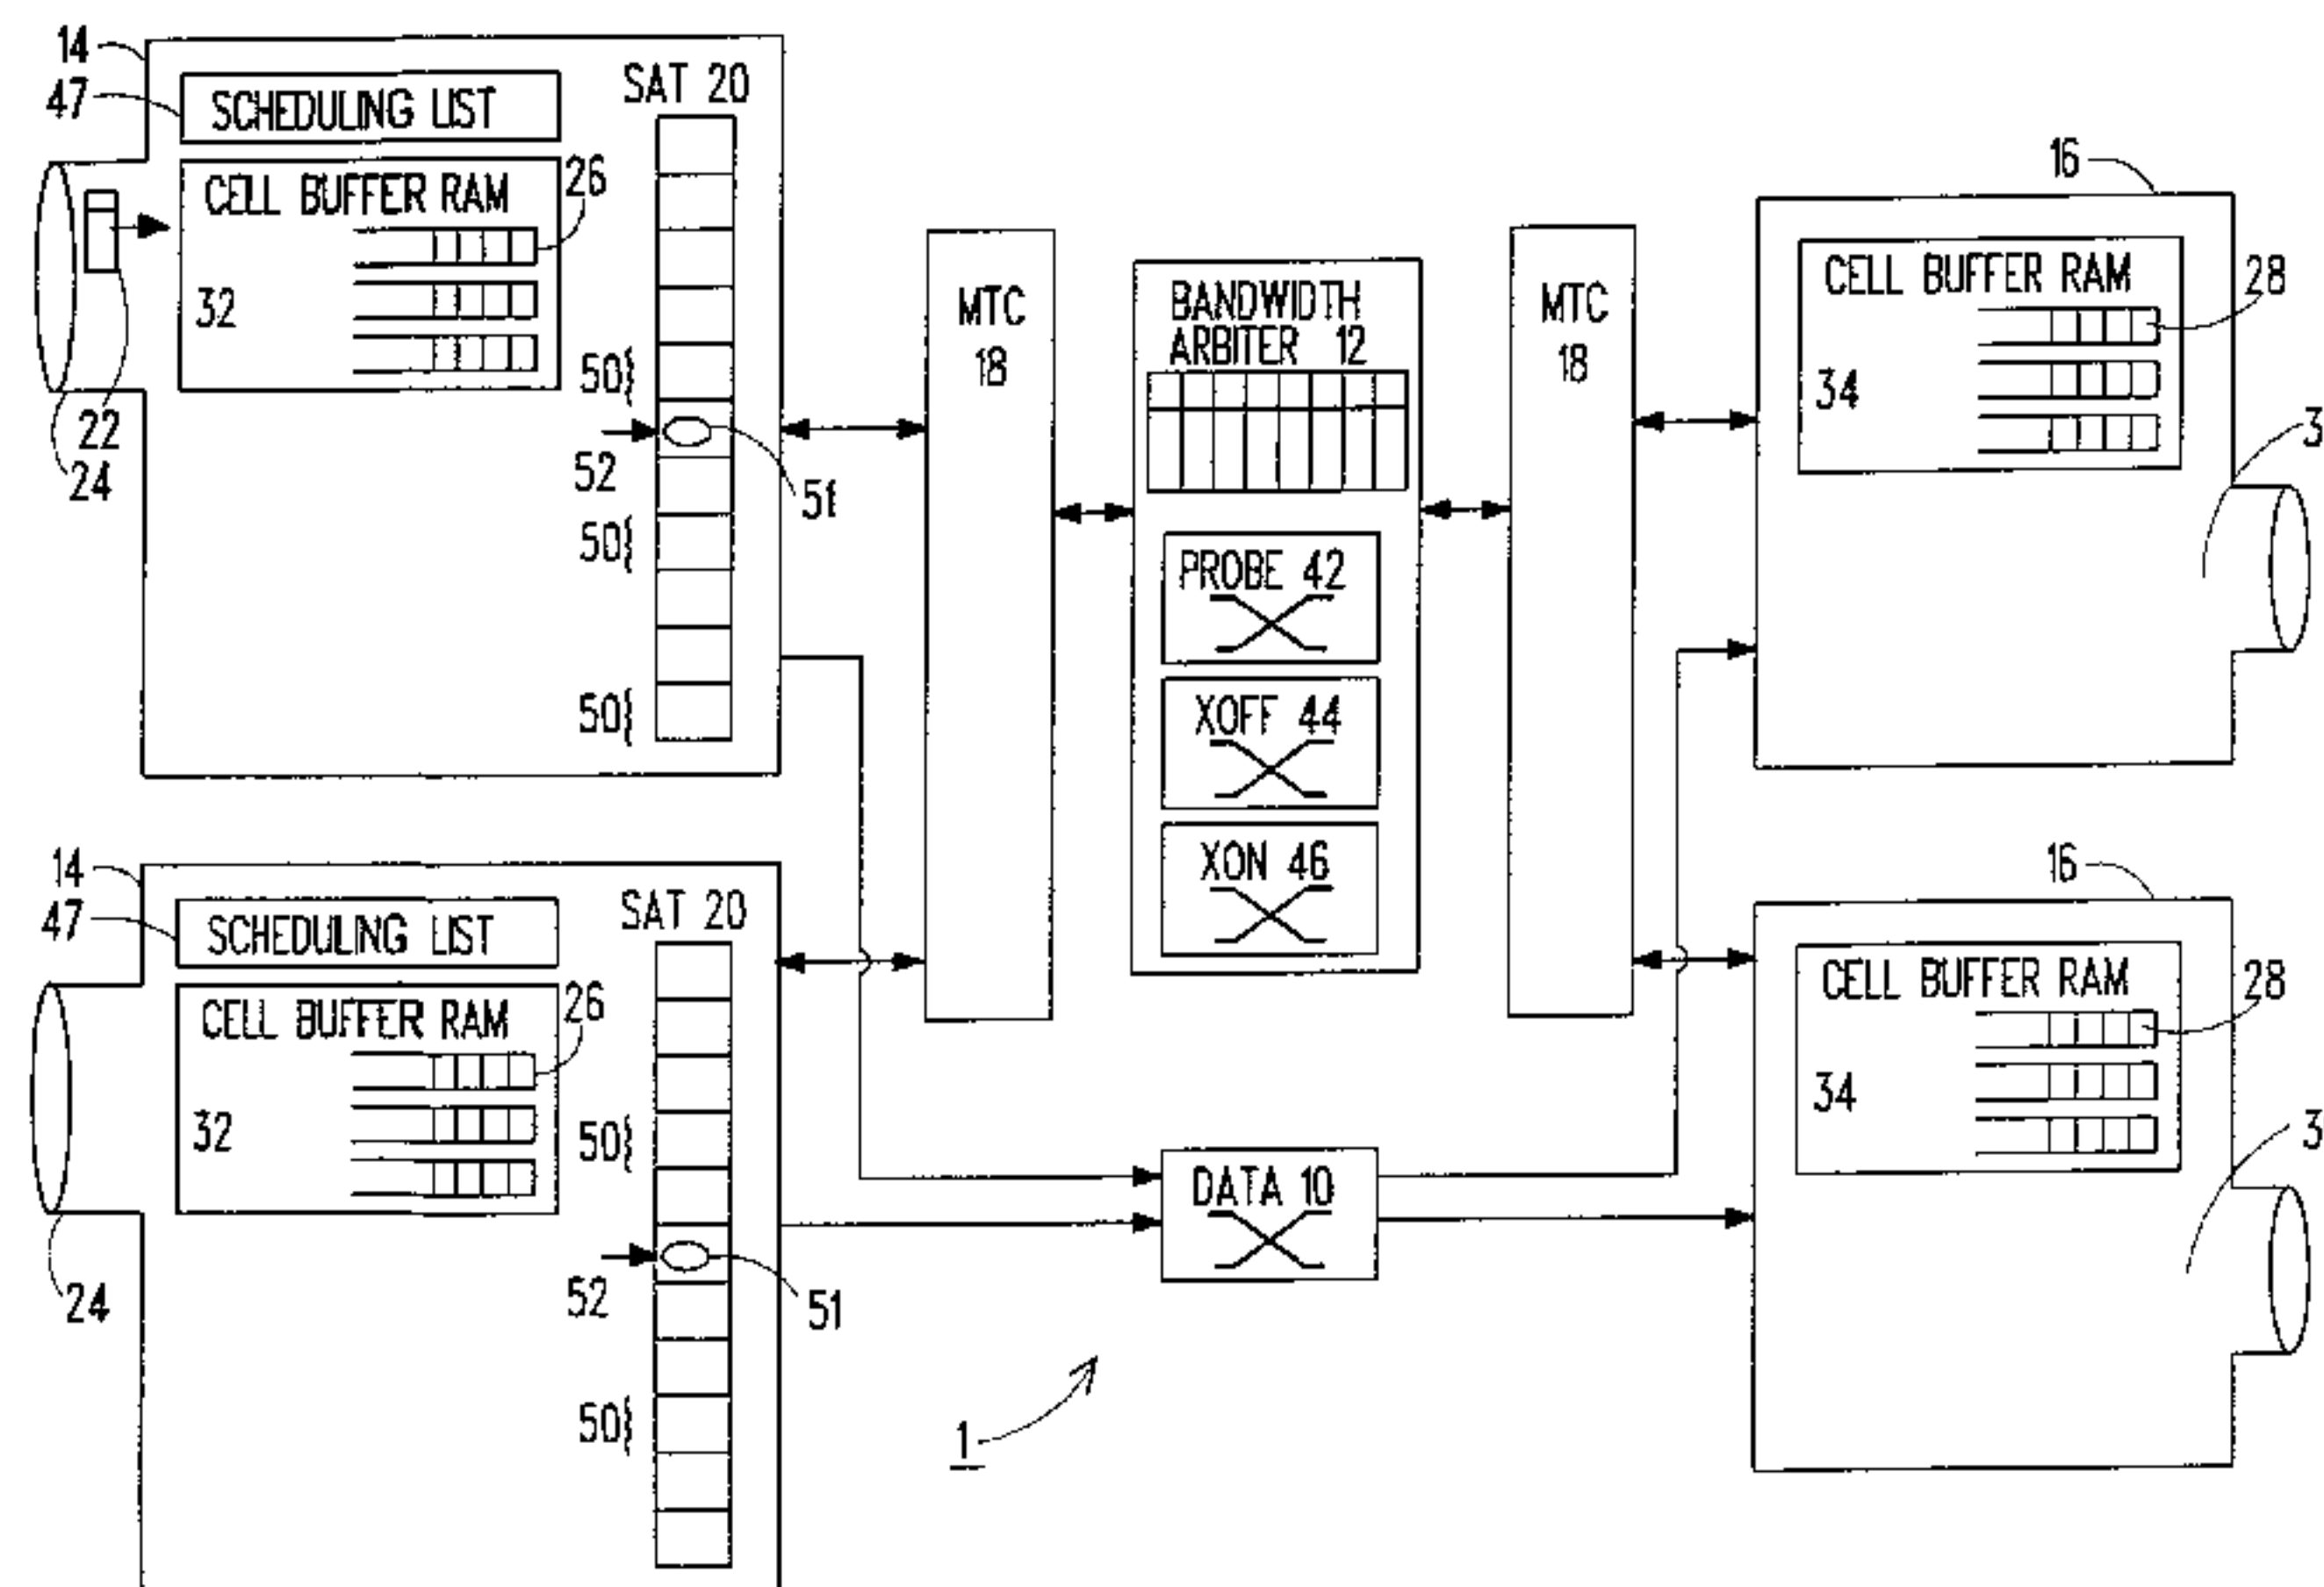 14
47
SCHEDULING LIST
SAT 20
CELL BUFFER RAM
26
32
22
24
50
52
51
50
50
MTC
18
BANDWIDTH
ARBITER 12
PROBE 42
XOFF 44
XON 46
MTC
18
16
CELL BUFFER RAM
28
34
3
14
47
SCHEDULING LIST
SAT 20
CELL BUFFER RAM
26
32
24
50
52
51
50
DATA 10
1
16
CELL BUFFER RAM
28
34
3